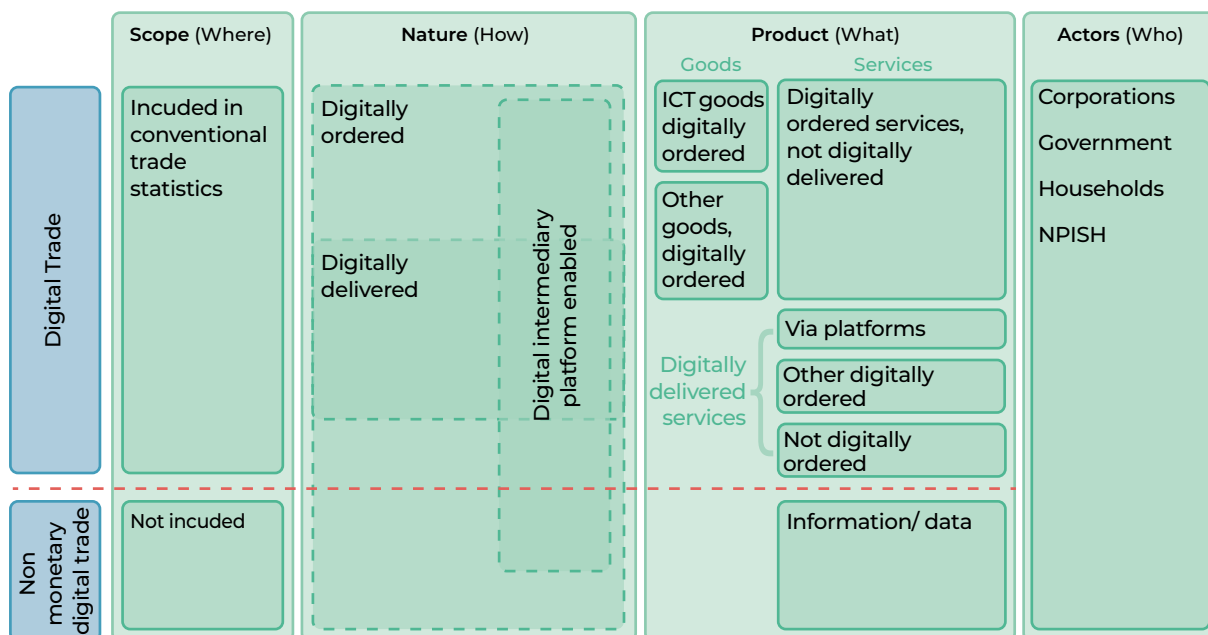 Scope (Where)
Nature (How)
Product (What)
Actors (Who)
Goods
Services
Digital Trade
Incuded in
conventional
trade
statistics
Digitally
ordered
Digitally
delivered
Digital intermediary
platform enabled
ICT goods
digitally
ordered
Other
goods,
digitally
ordered
Digitally
ordered services,
not digitally
delivered
Digitally
delivered
services
Via platforms
Other digitally
ordered
Not digitally
ordered
Corporations
Government
Households
NPISH
Non
monetary
digital trade
Not incuded
Information/ data